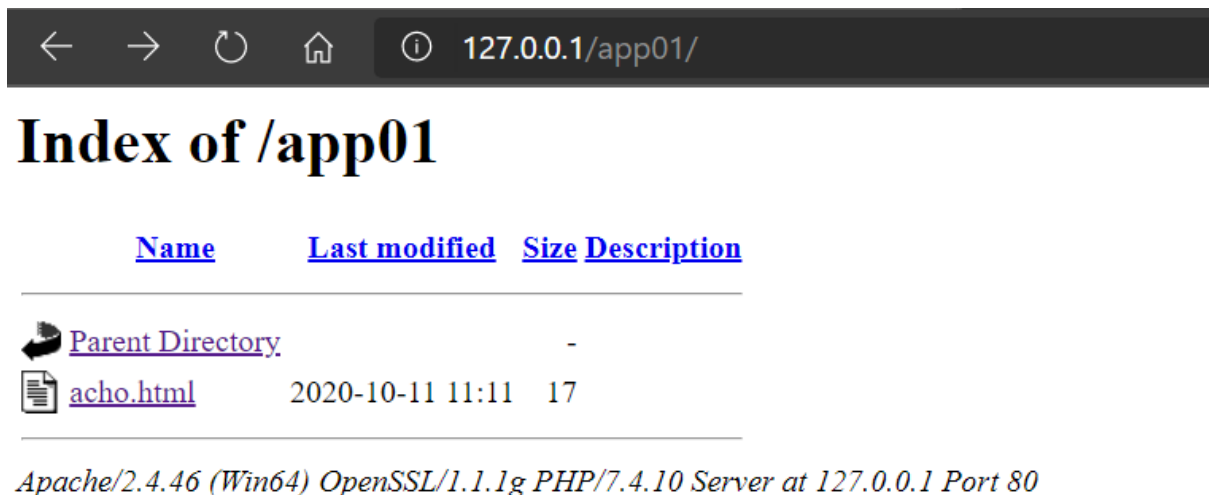 127.0.0.1/app01/
Index of /app01
Name Last modified Size Description
Parent Directory -
acho.html 2020-10-11 11:11 17
Apache/2.4.46 (Win64) OpenSSL/1.1.1g PHP/7.4.10 Server at 127.0.0.1 Port 80